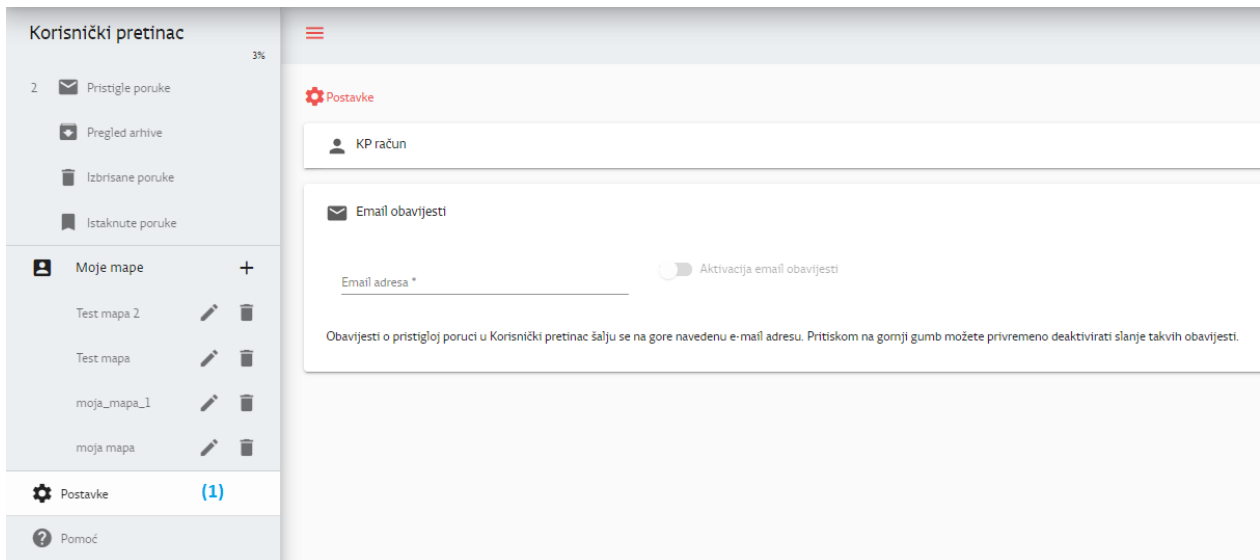 Korisnički pretinac
3%
2 Pristigle poruke
Pregled arhive
Izbrisane poruke
Istaknute poruke
Moje mape
Test mapa 2
Test mapa
moja_mapa_1
moja mapa
Postavke (1)
Pomoć
Postavke
KP račun
Email obavijesti
Email adresa *
Aktivacija email obavijesti
Obavijesti o pristigloj poruci u Korisnički pretinac šalju se na gore navedenu e-mail adresu. Pritiskom na gornji gumb možete privremeno deaktivirati slanje takvih obavijesti.